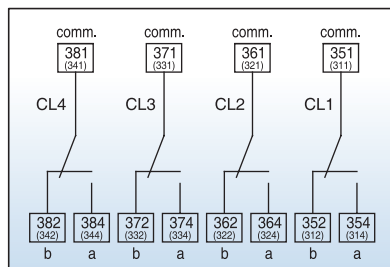 comm. comm. comm. comm.
381 371 361 351
(341) (331) (321) (311)
CL4 CL3 CL2 CL1
382 384 372 374 362 364 352 354
(342) (344) (332) (334) (322) (324) (312) (314)
b a b a b a b a